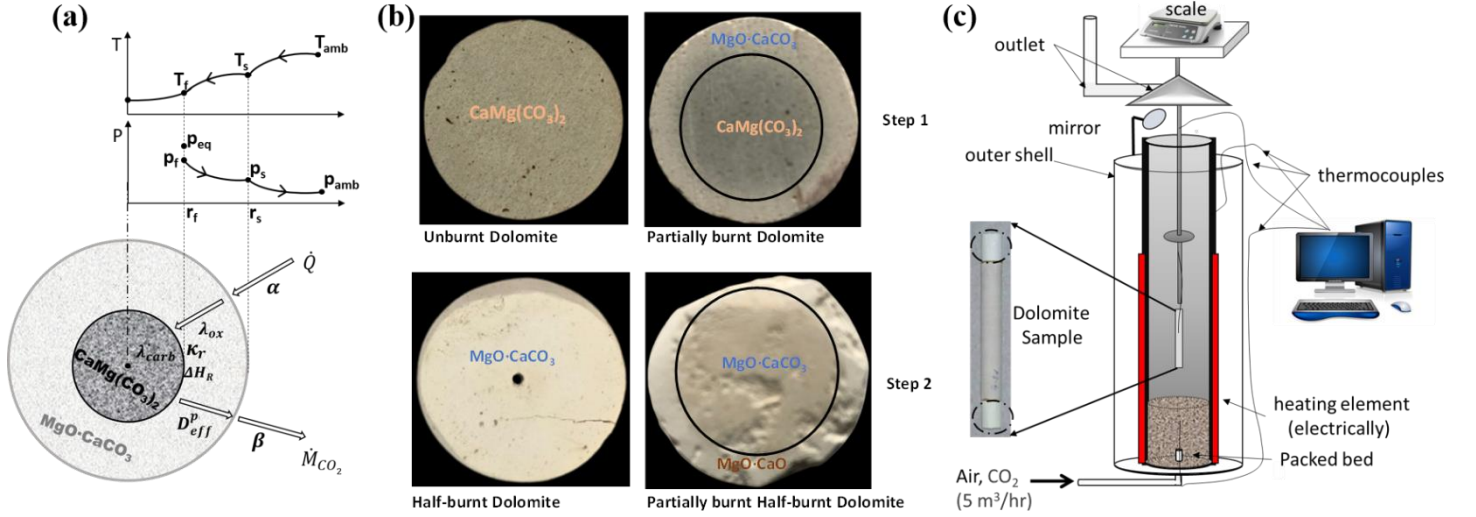 (a)
T
T_f
T_s
T_amb
P
p_eq
p_f
p_s
p_amb
r_f
r_s
Q̇
α
λ_ox
λ_carb
κ_r
CaMg(CO₃)₂
ΔH_R
MgO·CaCO₃
D^p_eff
β
Ṁ_CO₂
(b)
CaMg(CO₃)₂
MgO·CaCO₃
CaMg(CO₃)₂
Step 1
Unburnt Dolomite
Partially burnt Dolomite
MgO·CaCO₃
MgO·CaCO₃
Step 2
MgO·CaO
Half-burnt Dolomite
Partially burnt Half-burnt Dolomite
(c)
scale
outlet
mirror
outer shell
thermocouples
Dolomite
Sample
heating element
(electrically)
Packed bed
Air, CO₂
(5 m³/hr)